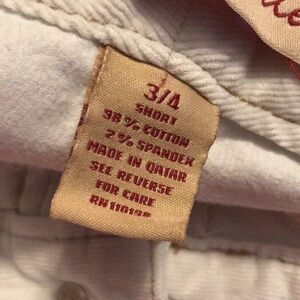 3/4
SHORT
98% COTTON
2% SPANDEX
MADE IN QATAR
SEE REVERSE
FOR CARE